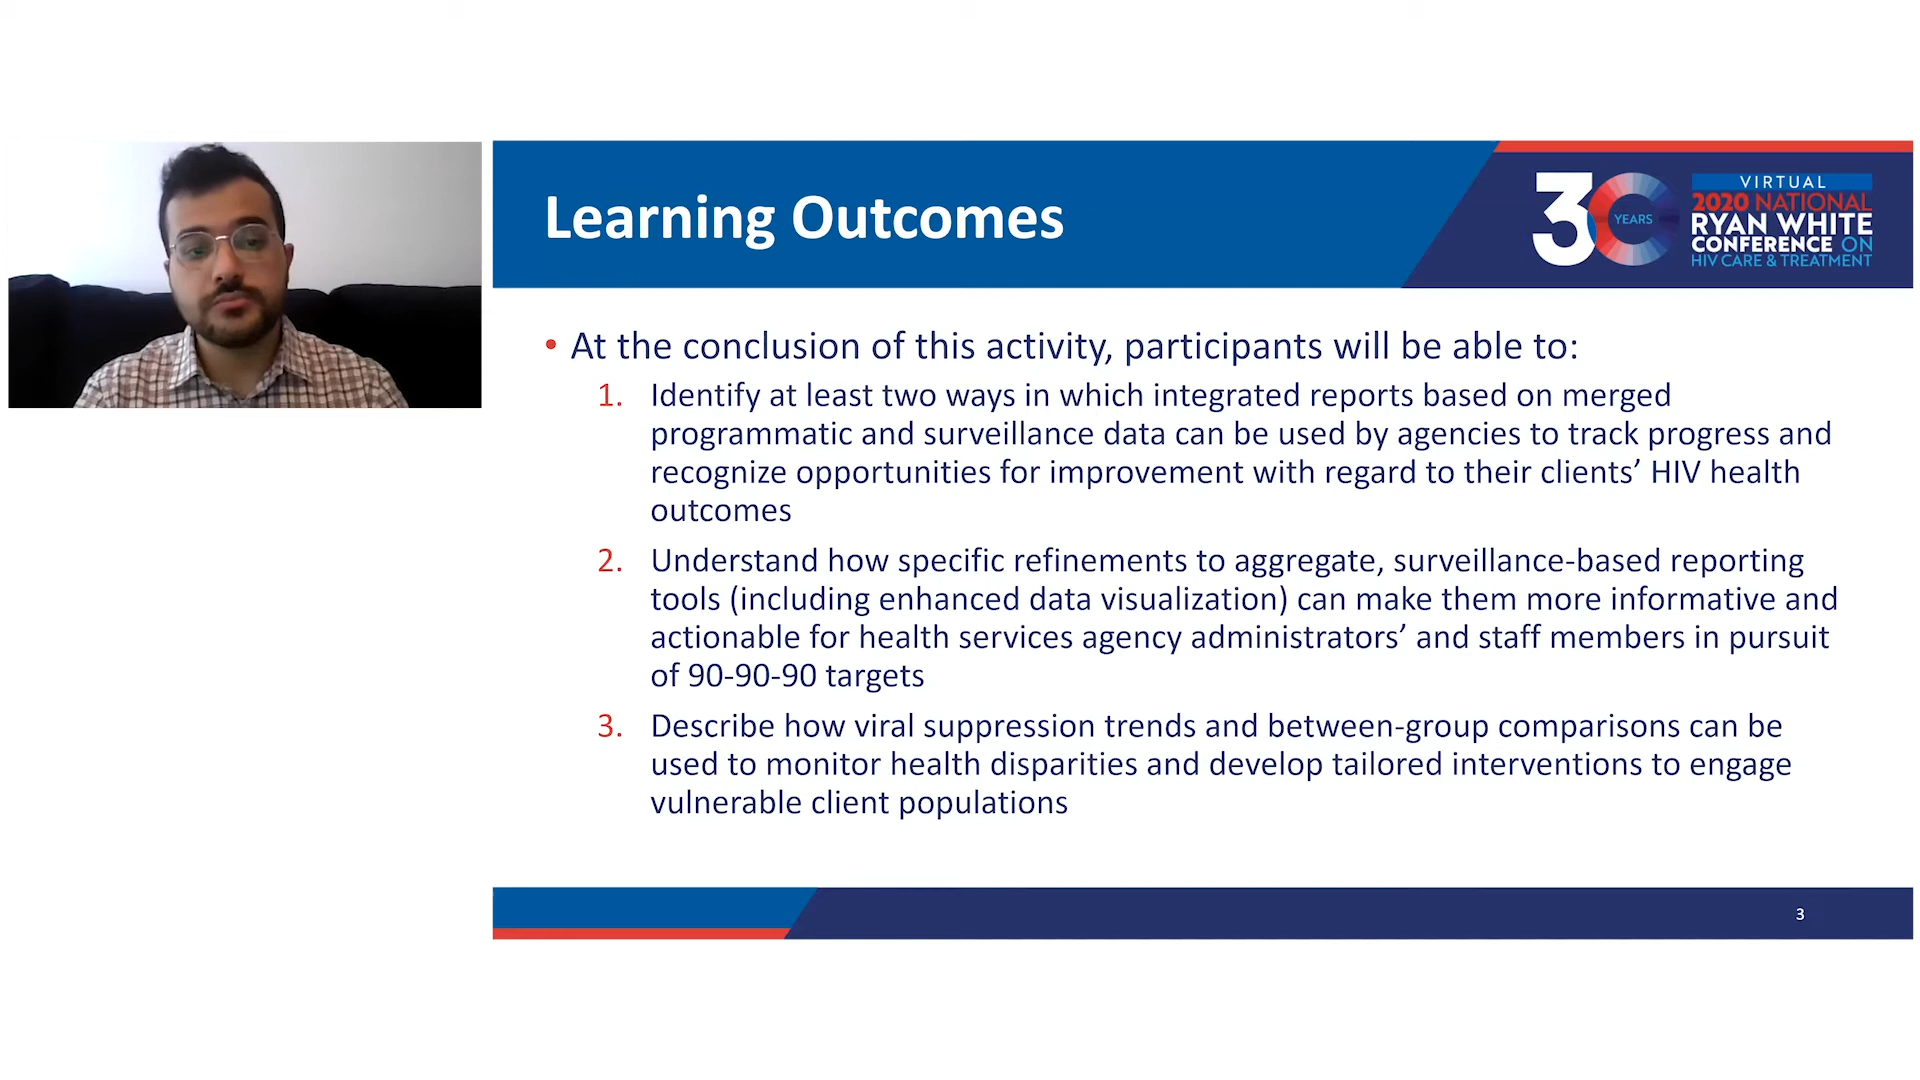 Learning Outcomes
30
YEARS
VIRTUAL
2020 NATIONAL
RYAN WHITE
CONFERENCE ON
HIV CARE & TREATMENT
• At the conclusion of this activity, participants will be able to:
1. Identify at least two ways in which integrated reports based on merged
programmatic and surveillance data can be used by agencies to track progress and
recognize opportunities for improvement with regard to their clients’ HIV health
outcomes
2. Understand how specific refinements to aggregate, surveillance-based reporting
tools (including enhanced data visualization) can make them more informative and
actionable for health services agency administrators’ and staff members in pursuit
of 90-90-90 targets
3. Describe how viral suppression trends and between-group comparisons can be
used to monitor health disparities and develop tailored interventions to engage
vulnerable client populations
3